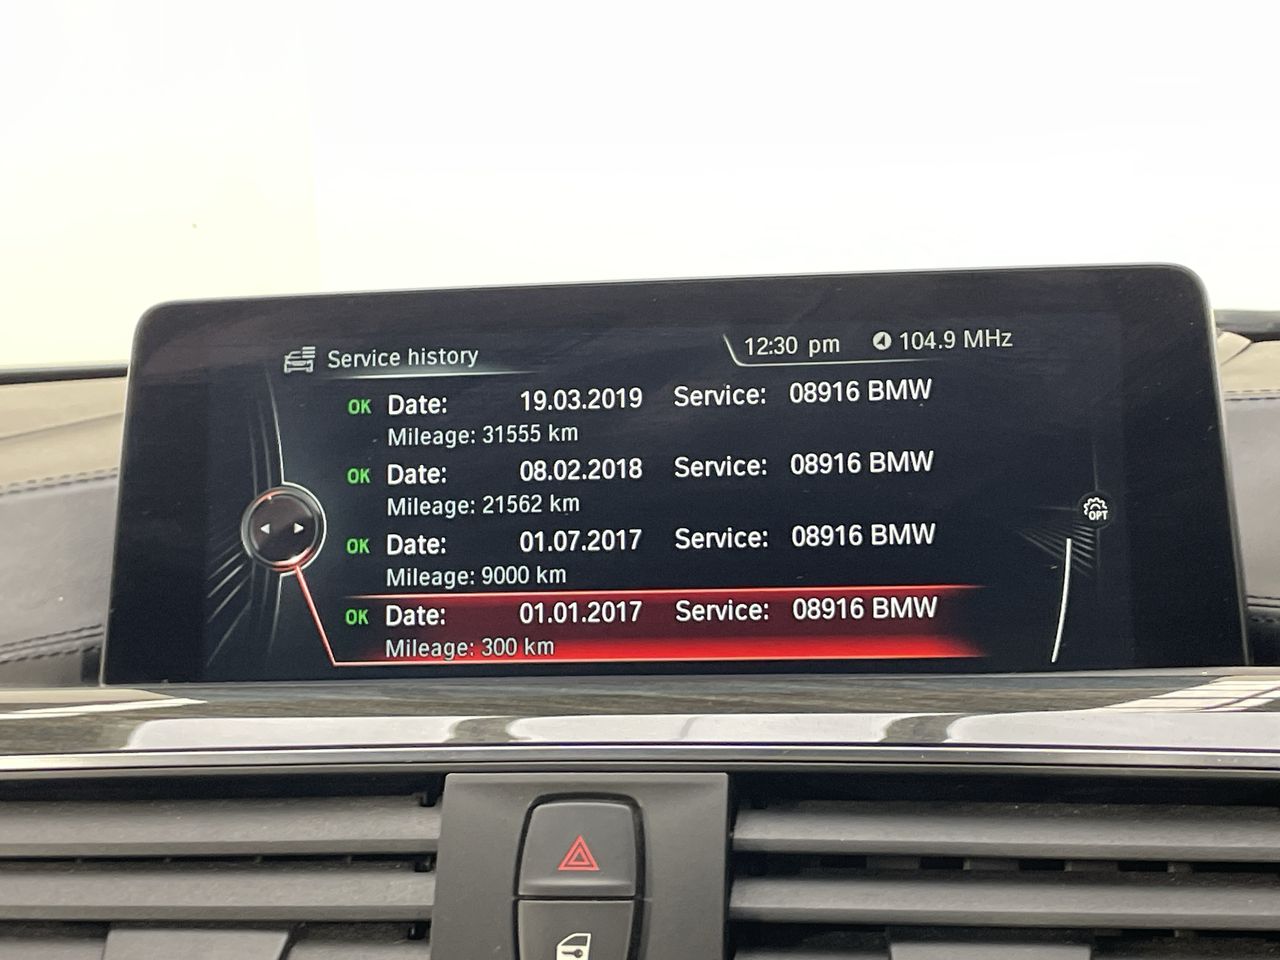 Service history
12:30 pm 104.9 MHz
OK Date: 19.03.2019 Service: 08916 BMW
Mileage: 31555 km
OK Date: 08.02.2018 Service: 08916 BMW
Mileage: 21562 km
OK Date: 01.07.2017 Service: 08916 BMW
Mileage: 9000 km
OK Date: 01.01.2017 Service: 08916 BMW
Mileage: 300 km
OPT